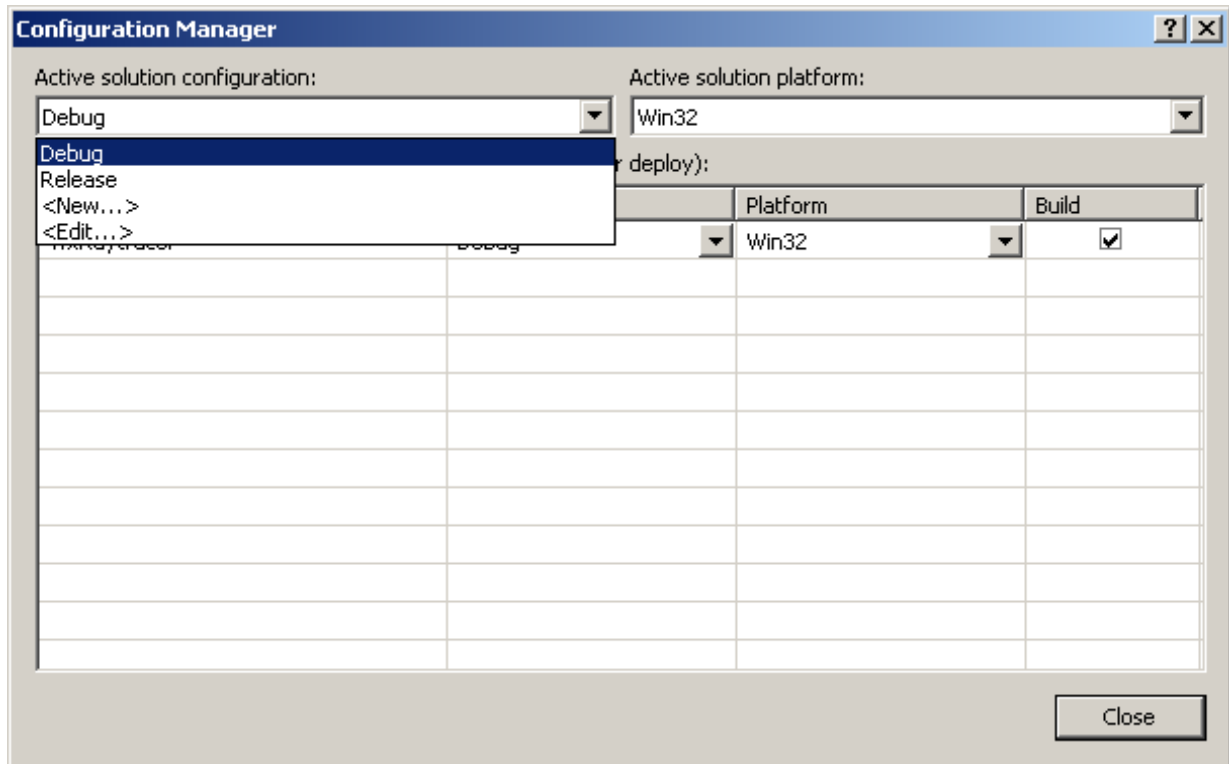 Configuration Manager
Active solution configuration: Active solution platform:
Debug Win32
Debug
r deploy):
Release
<New...> Platform Build
<Edit...>
Debug Win32
Close